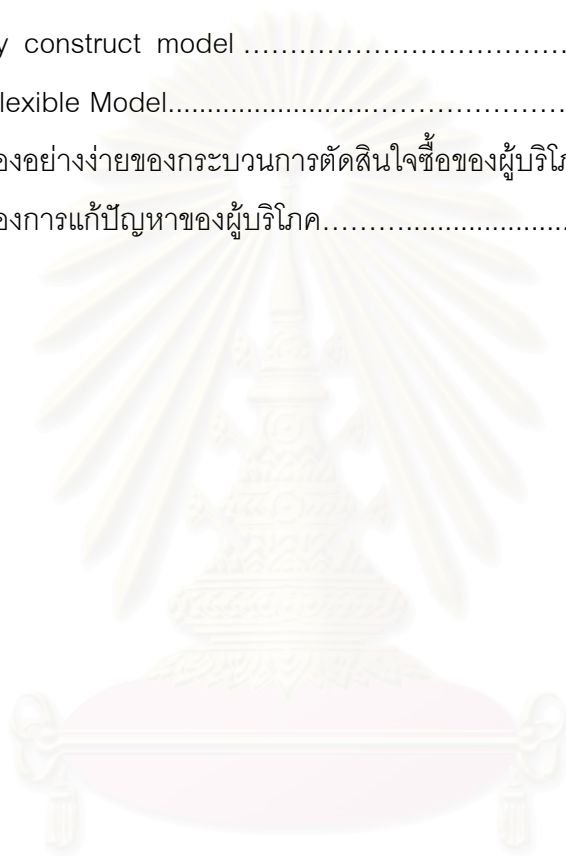 y construct model ……………………………
lexible Model..........................……………………
องอย่างง่ายของกระบวนการตัดสินใจซื้อของผู้บริโภ
องการแก้ปัญหาของผู้บริโภค………......................